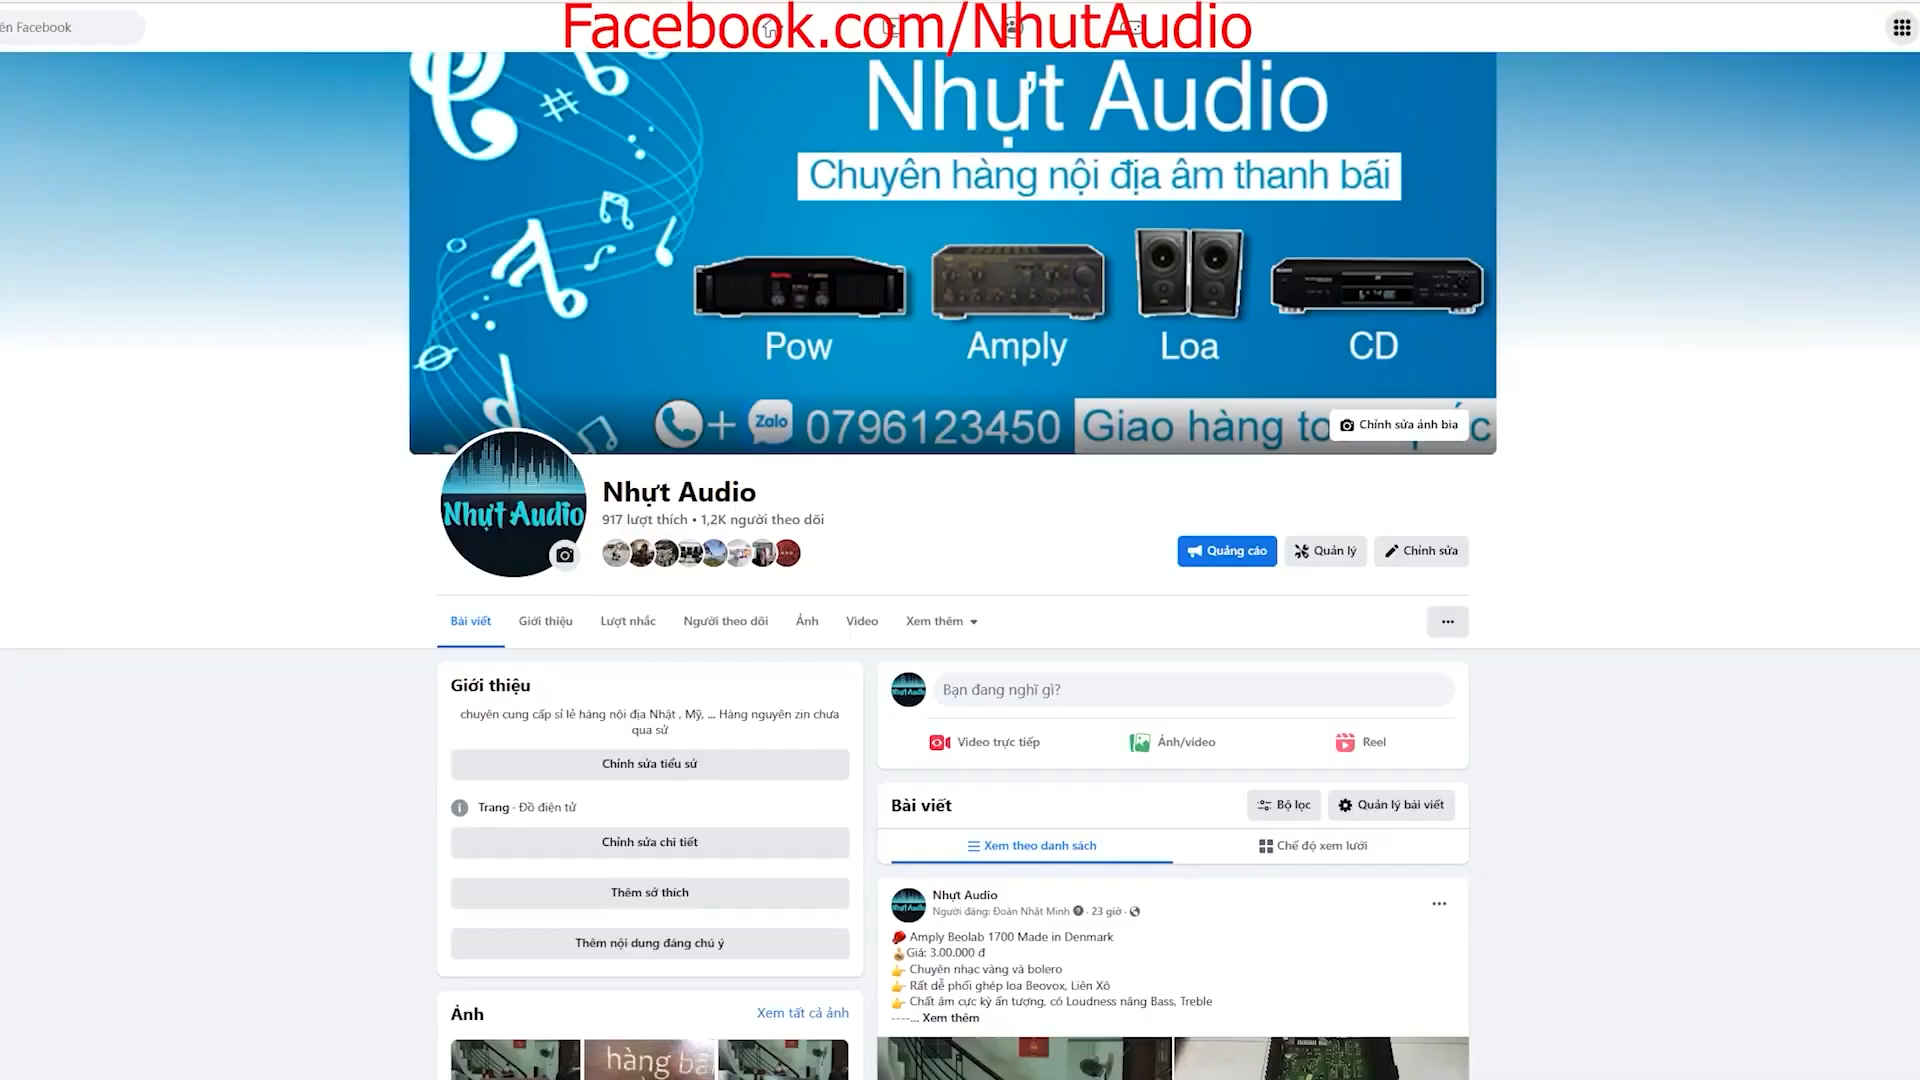 Facebook.com/NhutAudio
ên Facebook
Nhựt Audio
Chuyên hàng nội địa âm thanh bãi
Pow
Amply
Loa
CD
+ Zalo 0796123450
Giao hàng to
Chỉnh sửa ảnh bìa
Nhựt Audio
Nhựt Audio
917 lượt thích • 1,2K người theo dõi
Quảng cáo
Quản lý
Chỉnh sửa
Bài viết
Giới thiệu
Lượt nhắc
Người theo dõi
Ảnh
Video
Xem thêm
Giới thiệu
chuyên cung cấp sỉ lẻ hàng nội địa Nhật , Mỹ, ... Hàng nguyên zin chưa
qua sử
Chỉnh sửa tiểu sử
Trang · Đồ điện tử
Chỉnh sửa chi tiết
Thêm sở thích
Thêm nội dung đáng chú ý
Ảnh
Xem tất cả ảnh
hàng bã
Bạn đang nghĩ gì?
Video trực tiếp
Ảnh/video
Reel
Bài viết
Bộ lọc
Quản lý bài viết
Xem theo danh sách
Chế độ xem lưới
Nhựt Audio
Người đăng: Đoàn Nhật Minh · 23 giờ ·
Amply Beolab 1700 Made in Denmark
Giá: 3.00.000 đ
Chuyên nhạc vàng và bolero
Rất dễ phối ghép loa Beovox, Liên Xô
Chất âm cực kỳ ấn tượng, có Loudness nâng Bass, Treble
----... Xem thêm